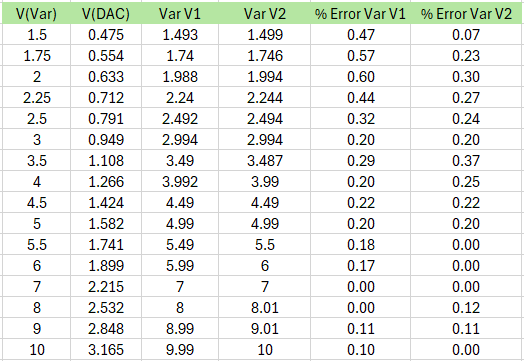 V(Var) V(DAC) Var V1 Var V2 % Error Var V1 % Error Var V2
1.5 0.475 1.493 1.499 0.47 0.07
1.75 0.554 1.74 1.746 0.57 0.23
2 0.633 1.988 1.994 0.60 0.30
2.25 0.712 2.24 2.244 0.44 0.27
2.5 0.791 2.492 2.494 0.32 0.24
3 0.949 2.994 2.994 0.20 0.20
3.5 1.108 3.49 3.487 0.29 0.37
4 1.266 3.992 3.99 0.20 0.25
4.5 1.424 4.49 4.49 0.22 0.22
5 1.582 4.99 4.99 0.20 0.20
5.5 1.741 5.49 5.5 0.18 0.00
6 1.899 5.99 6 0.17 0.00
7 2.215 7 7 0.00 0.00
8 2.532 8 8.01 0.00 0.12
9 2.848 8.99 9.01 0.11 0.11
10 3.165 9.99 10 0.10 0.00